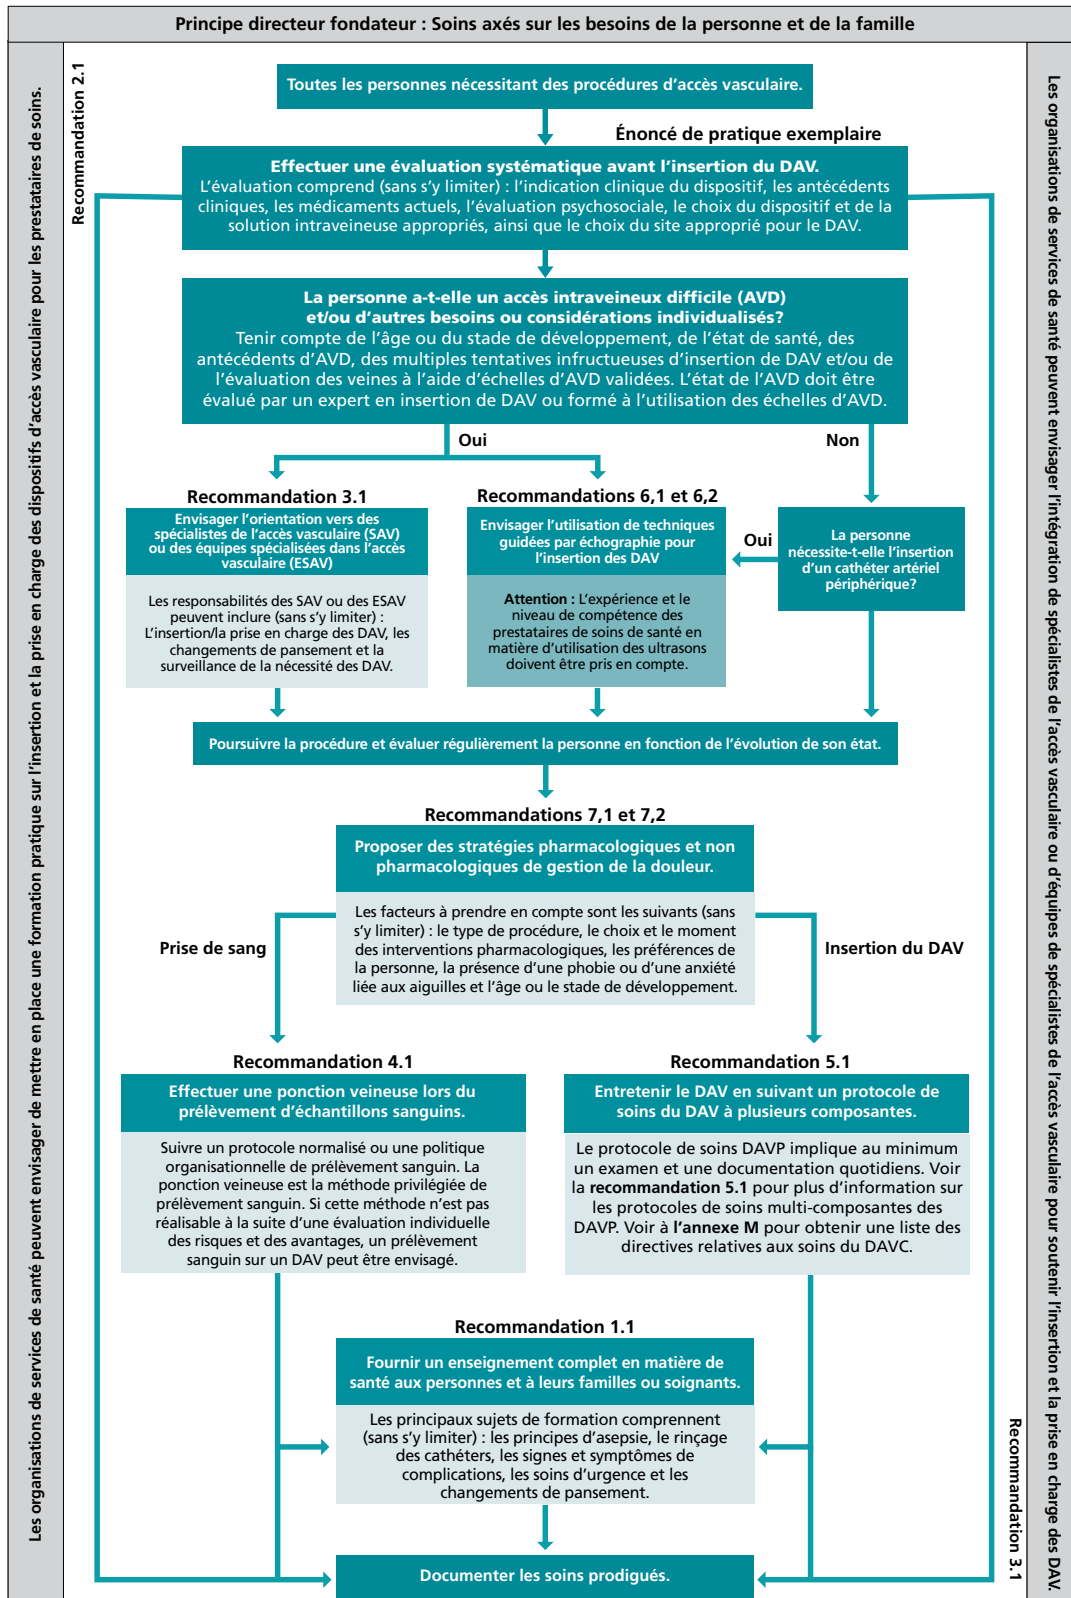 Principe directeur fondateur : Soins axés sur les besoins de la personne et de la famille
Les organisations de services de santé peuvent envisager de mettre en place une formation pratique sur l'insertion et la prise en charge des dispositifs d'accès vasculaire pour les prestataires de soins.
Recommandation 2.1
Toutes les personnes nécessitant des procédures d'accès vasculaire.
Énoncé de pratique exemplaire
Effectuer une évaluation systématique avant l'insertion du DAV.
L'évaluation comprend (sans s'y limiter) : l'indication clinique du dispositif, les antécédents
cliniques, les médicaments actuels, l'évaluation psychosociale, le choix du dispositif et de la
solution intraveineuse appropriés, ainsi que le choix du site approprié pour le DAV.
La personne a-t-elle un accès intraveineux difficile (AVD)
et/ou d'autres besoins ou considérations individualisés?
Tenir compte de l'âge ou du stade de développement, de l'état de santé, des
antécédents d'AVD, des multiples tentatives infructueuses d'insertion de DAV et/ou de
l'évaluation des veines à l'aide d'échelles d'AVD validées. L'état de l'AVD doit être
évalué par un expert en insertion de DAV ou formé à l'utilisation des échelles d'AVD.
Oui
Non
Recommandation 3.1
Envisager l'orientation vers des
spécialistes de l'accès vasculaire (SAV)
ou des équipes spécialisées dans l'accès
vasculaire (ESAV)
Les responsabilités des SAV ou des ESAV
peuvent inclure (sans s'y limiter) :
L'insertion/la prise en charge des DAV, les
changements de pansement et la
surveillance de la nécessité des DAV.
Recommandations 6,1 et 6,2
Envisager l'utilisation de techniques
guidées par échographie pour
l'insertion des DAV
Attention : L'expérience et le
niveau de compétence des
prestataires de soins de santé en
matière d'utilisation des ultrasons
doivent être pris en compte.
Oui
La personne
nécessite-t-elle l'insertion
d'un cathéter artériel
périphérique?
Poursuivre la procédure et évaluer régulièrement la personne en fonction de l'évolution de son état.
Recommandations 7,1 et 7,2
Proposer des stratégies pharmacologiques et non
pharmacologiques de gestion de la douleur.
Les facteurs à prendre en compte sont les suivants (sans
s'y limiter) : le type de procédure, le choix et le moment
des interventions pharmacologiques, les préférences de
la personne, la présence d'une phobie ou d'une anxiété
liée aux aiguilles et l'âge ou le stade de développement.
Prise de sang
Insertion du DAV
Recommandation 4.1
Effectuer une ponction veineuse lors du
prélèvement d'échantillons sanguins.
Suivre un protocole normalisé ou une politique
organisationnelle de prélèvement sanguin. La
ponction veineuse est la méthode privilégiée de
prélèvement sanguin. Si cette méthode n'est pas
réalisable à la suite d'une évaluation individuelle
des risques et des avantages, un prélèvement
sanguin sur un DAV peut être envisagé.
Recommandation 5.1
Entretenir le DAV en suivant un protocole de
soins du DAV à plusieurs composantes.
Le protocole de soins DAVP implique au minimum
un examen et une documentation quotidiens. Voir
la recommandation 5.1 pour plus d'information sur
les protocoles de soins multi-composantes des
DAVP. Voir à l'annexe M pour obtenir une liste des
directives relatives aux soins du DAVC.
Recommandation 1.1
Fournir un enseignement complet en matière de
santé aux personnes et à leurs familles ou soignants.
Les principaux sujets de formation comprennent
(sans s'y limiter) : les principes d'asepsie, le rinçage
des cathéters, les signes et symptômes de
complications, les soins d'urgence et les
changements de pansement.
Documenter les soins prodigués.
Recommandation 3.1
Les organisations de services de santé peuvent envisager l'intégration de spécialistes de l'accès vasculaire ou d'équipes de spécialistes de l'accès vasculaire pour soutenir l'insertion et la prise en charge des DAV.